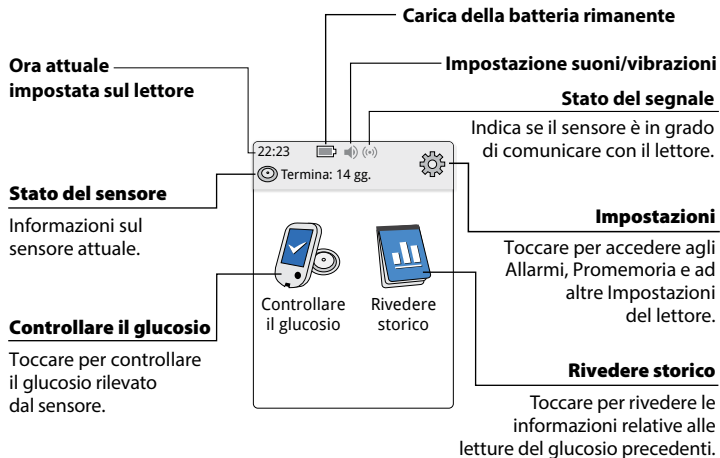 Carica della batteria rimanente
Ora attuale
impostata sul lettore
Impostazione suoni/vibrazioni
Stato del segnale
Indica se il sensore è in grado
di comunicare con il lettore.
22:23
Termina: 14 gg.
Stato del sensore
Informazioni sul
sensore attuale.
Impostazioni
Toccare per accedere agli
Allarmi, Promemoria e ad
altre Impostazioni
del lettore.
Controllare
il glucosio
Rivedere
storico
Controllare il glucosio
Toccare per controllare
il glucosio rilevato
dal sensore.
Rivedere storico
Toccare per rivedere le
informazioni relative alle
letture del glucosio precedenti.